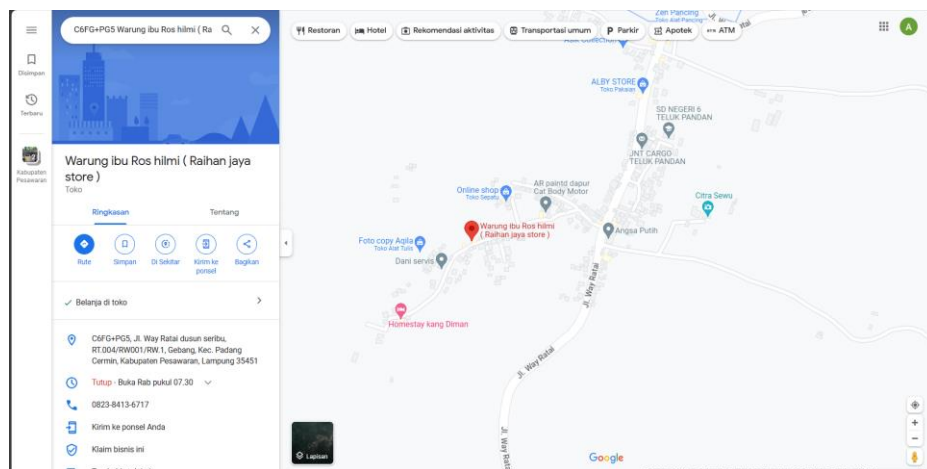 C6FG+PG5 Warung ibu Ros hilmi ( Ra
Disimpan
Terbaru
Kabupaten
Pesawaran
Warung ibu Ros hilmi ( Raihan jaya
store )
Toko
Ringkasan
Tentang
Rute
Simpan
Di Sekitar
Kirim ke
ponsel
Bagikan
Belanja di toko
C6FG+PG5, Jl. Way Ratai dusun seribu,
RT.004/RW001/RW.1, Gebang, Kec. Padang
Cermin, Kabupaten Pesawaran, Lampung 35451
Tutup · Buka Rab pukul 07.30
0823-8413-6717
Kirim ke ponsel Anda
Klaim bisnis ini
Restoran
Hotel
Rekomendasi aktivitas
Transportasi umum
P Parkir
Apotek
ATM
A
Zen Pancing
ALBY STORE
Toko Pakaian
SD NEGERI 6
TELUK PANDAN
JNT CARGO
TELUK PANDAN
AR paintd dapur
Cat Body Motor
Online shop
Toko Sepatu
Citra Sewu
Warung ibu Ros hilmi
( Raihan jaya store )
Angsa Putih
Foto copy Aqila
Toko Alat Tulis
Dani servis
Homestay kang Diman
Jl. Way Ratai
Jl. Way Ratai
Jl. Way Ratai
Lapisan
Google